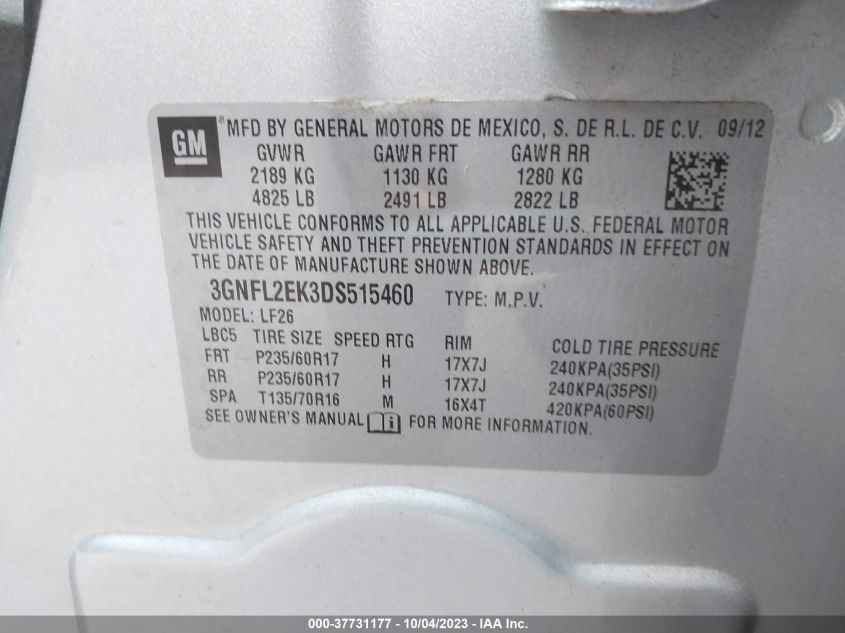 GM ® MFD BY GENERAL MOTORS DE MEXICO, S. DE R.L. DE C.V. 09/12
GVWR GAWR FRT GAWR RR
2189 KG 1130 KG 1280 KG
4825 LB 2491 LB 2822 LB
THIS VEHICLE CONFORMS TO ALL APPLICABLE U.S. FEDERAL MOTOR
VEHICLE SAFETY AND THEFT PREVENTION STANDARDS IN EFFECT ON
THE DATE OF MANUFACTURE SHOWN ABOVE.
3GNFL2EK3DS515460 TYPE: M.P.V.
MODEL: LF26
LBC5 TIRE SIZE SPEED RTG RIM COLD TIRE PRESSURE
FRT P235/60R17 H 17X7J 240KPA(35PSI)
RR P235/60R17 H 17X7J 240KPA(35PSI)
SPA T135/70R16 M 16X4T 420KPA(60PSI)
SEE OWNER'S MANUAL i FOR MORE INFORMATION.
000-37731177 - 10/04/2023 - IAA Inc.